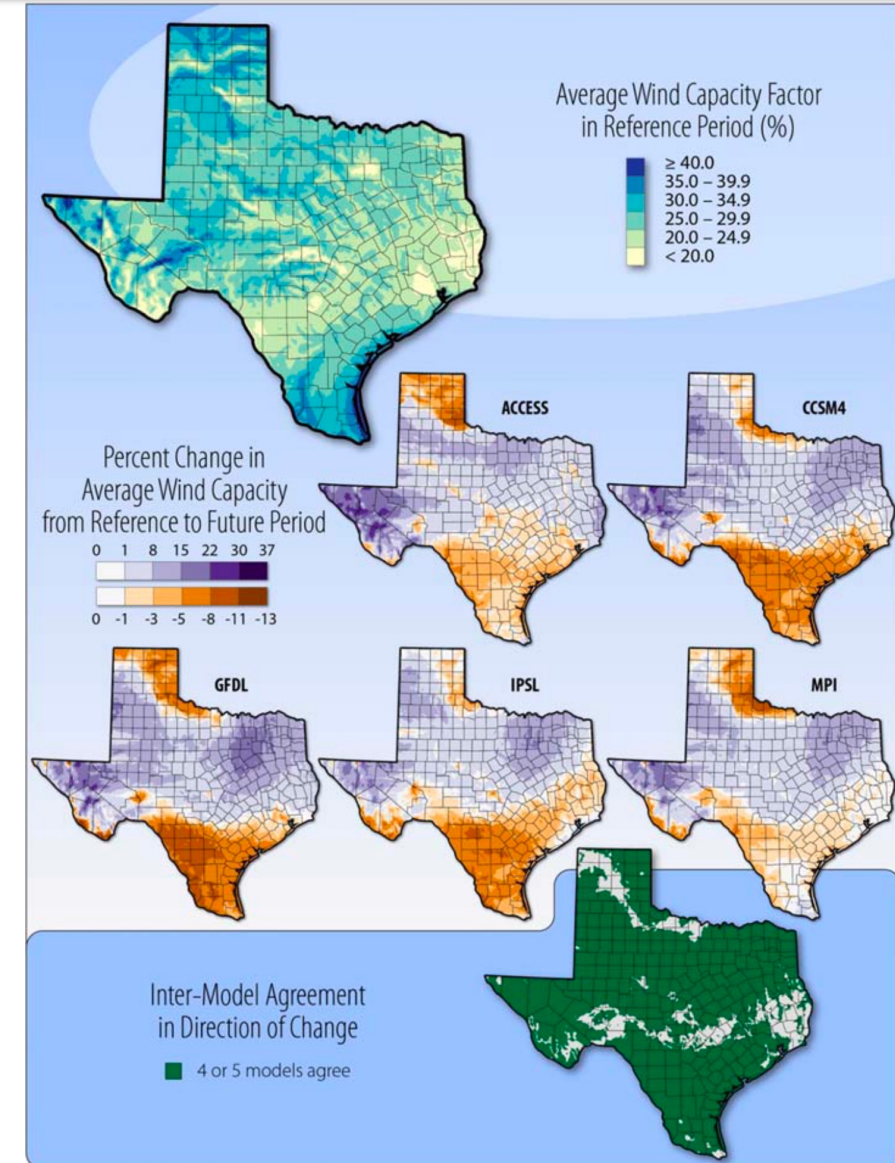 Average Wind Capacity Factor
in Reference Period (%)
≥ 40.0
35.0 – 39.9
30.0 – 34.9
25.0 – 29.9
20.0 – 24.9
< 20.0
ACCESS
CCSM4
Percent Change in
Average Wind Capacity
from Reference to Future Period
0 1 8 15 22 30 37
0 -1 -3 -5 -8 -11 -13
GFDL
IPSL
MPI
Inter-Model Agreement
in Direction of Change
4 or 5 models agree